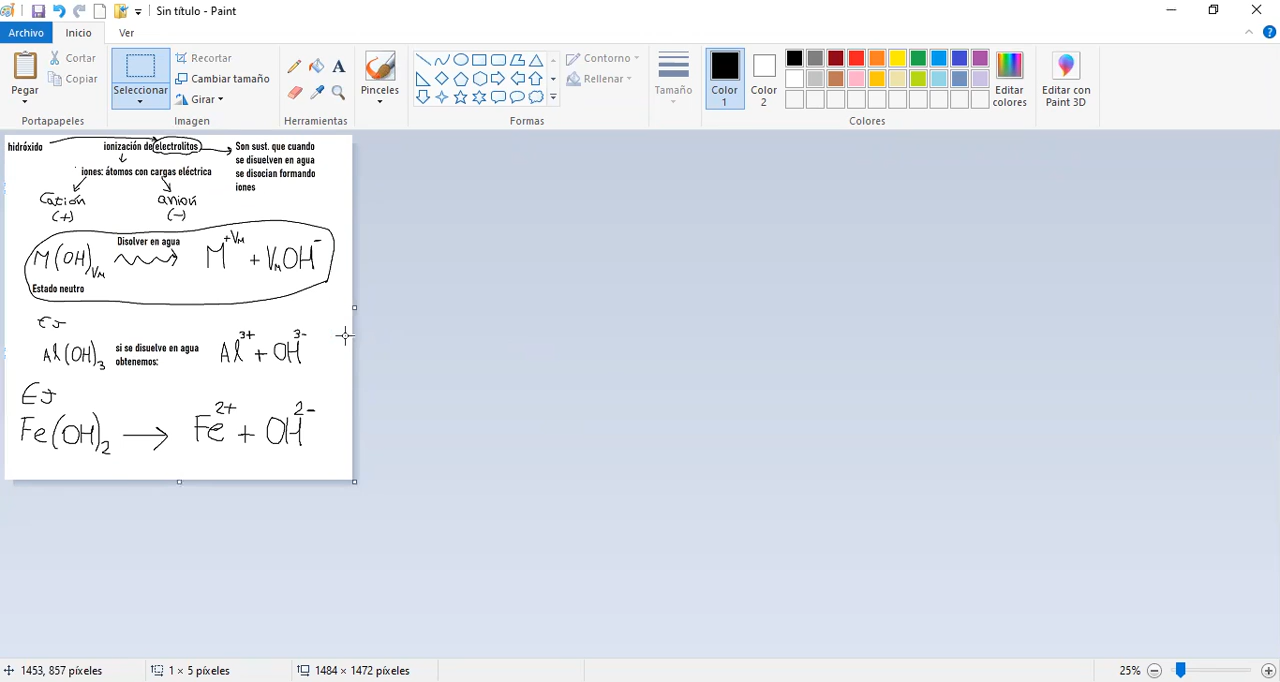 Sin título - Paint
Archivo Inicio Ver
Pegar
Cortar
Copiar
Portapapeles
Seleccionar
Recortar
Cambiar tamaño
Girar
Imagen
A
Herramientas
Pinceles
Contorno
Rellenar
Formas
Tamaño
Color 1
Color 2
Editar colores
Editar con Paint 3D
Colores
hidróxido
ionización de electrolitos
Son sust. que cuando
se disuelven en agua
se disocian formando
iones
iones: átomos con cargas eléctrica
Catión anión
(+) (-)
Disolver en agua
M(OH)VM M+VM + VMOH-
Estado neutro
EJ
Al(OH)3 si se disuelve en agua obtenemos: Al3+ + OH3-
EJ
Fe(OH)2 → Fe2+ + OH2-
1453, 857 píxeles 1 × 5 píxeles 1484 × 1472 píxeles 25%